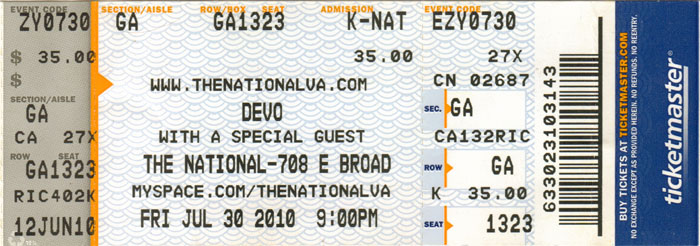 EVENT CODE
ZY0730
$ 35.00
$
SECTION/AISLE
GA
CA 27X
ROW SEAT
GA1323
RIC402K
12JUN10
SECTION/AISLE ROW/BOX SEAT ADMISSION
GA GA1323 K-NAT
35.00
WWW.THENATIONALVA.COM
DEVO
WITH A SPECIAL GUEST
THE NATIONAL-708 E BROAD
MYSPACE.COM/THENATIONALVA
FRI JUL 30 2010 9:00PM
EVENT CODE
EZY0730
27X
CN 02687
SEC. GA
CA132RIC
ROW GA
K 35.00
SEAT 1323
633023103143
BUY TICKETS AT TICKETMASTER.COM
NO EXCHANGE EXCEPT AS PROVIDED HEREIN. NO REFUNDS. NO REENTRY.
ticketmaster